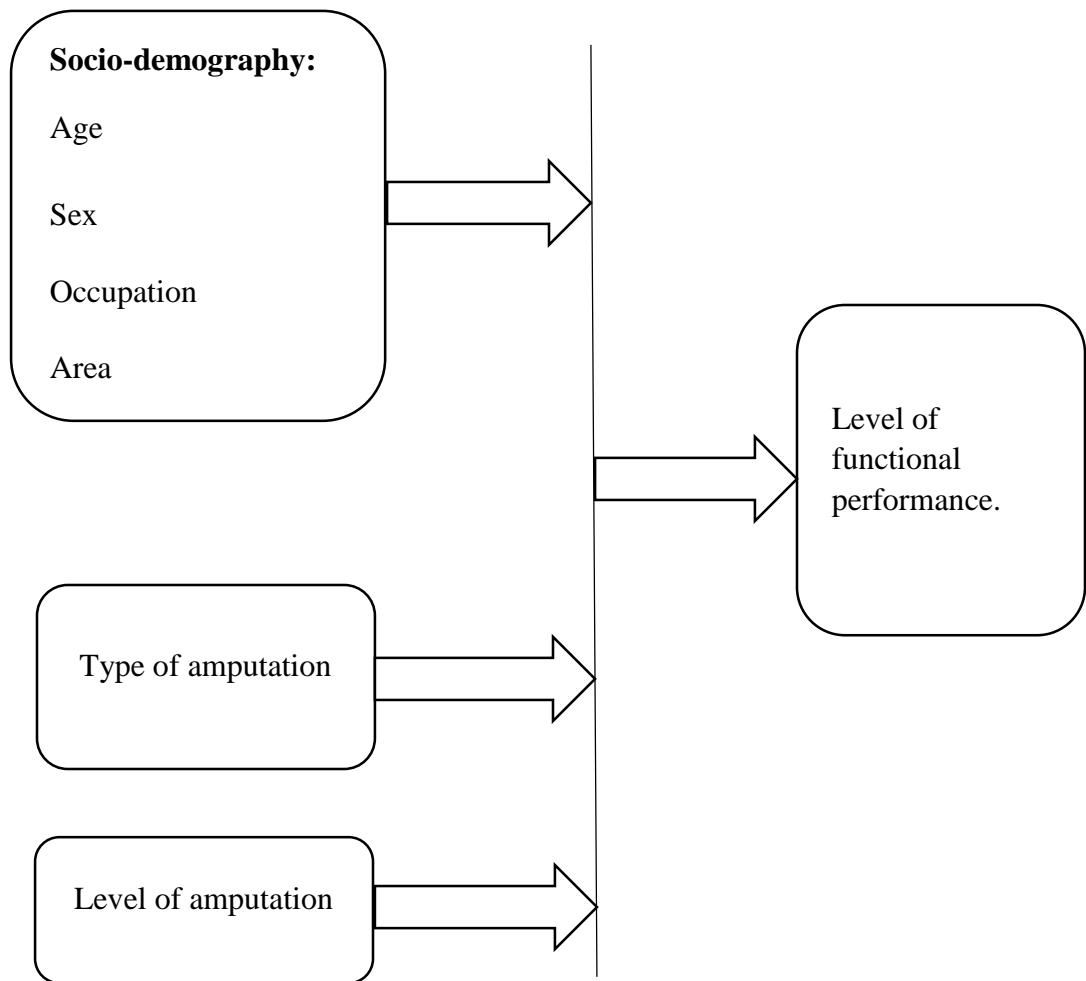 Socio-demography:
Age
Sex
Occupation
Area
Level of
functional
performance.
Type of amputation
Level of amputation